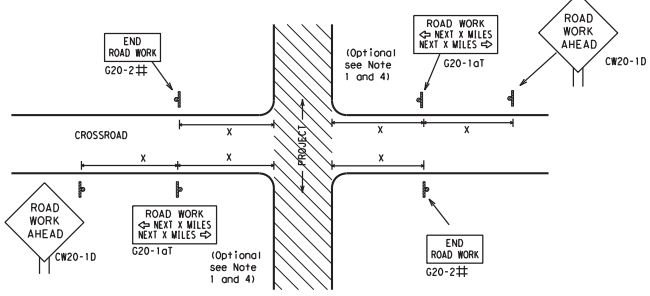 END
ROAD WORK
G20-2#
(Optional
see Note
1 and 4)
ROAD WORK
⇦ NEXT X MILES
NEXT X MILES ⇨
G20-1aT
ROAD
WORK
AHEAD
CW20-1D
X
X
X
CROSSROAD
PROJECT
X
X
X
ROAD
WORK
AHEAD
CW20-1D
ROAD WORK
⇦ NEXT X MILES
NEXT X MILES ⇨
G20-1aT
(Optional
see Note
1 and 4)
END
ROAD WORK
G20-2#